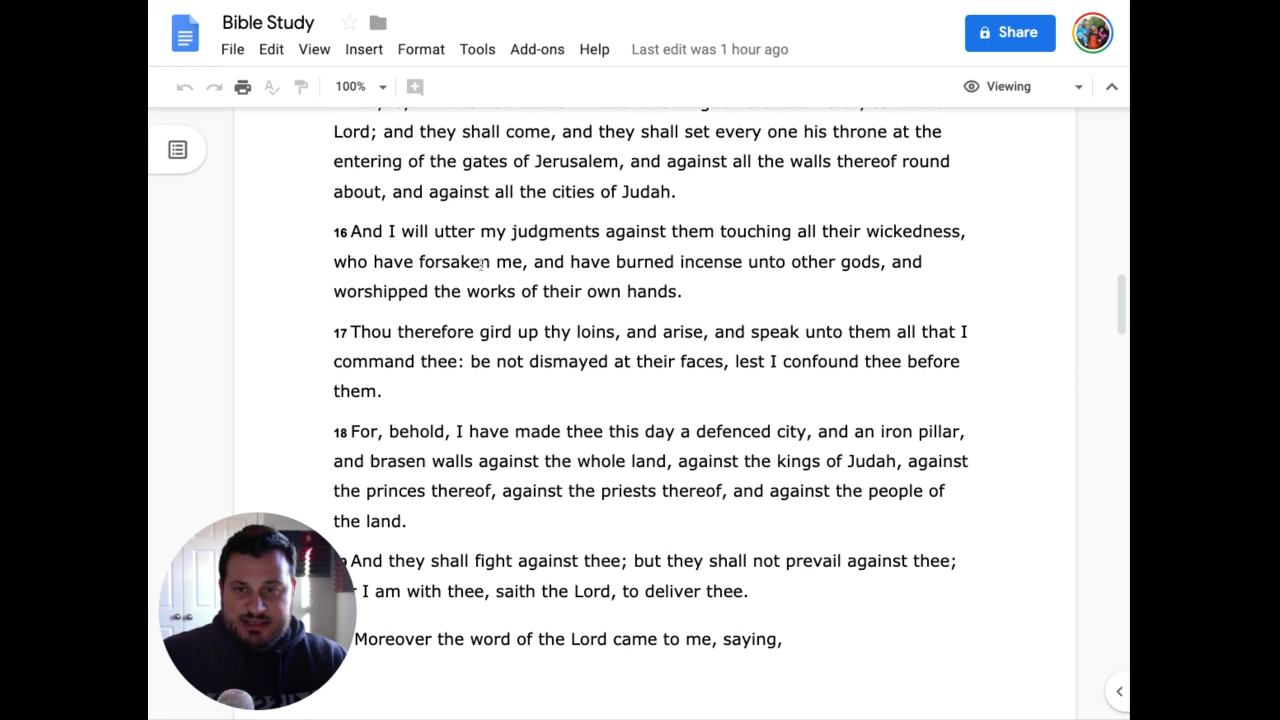 Bible Study
File Edit View Insert Format Tools Add-ons Help Last edit was 1 hour ago
Share
100%
Viewing
Lord; and they shall come, and they shall set every one his throne at the
entering of the gates of Jerusalem, and against all the walls thereof round
about, and against all the cities of Judah.
16 And I will utter my judgments against them touching all their wickedness,
who have forsaken me, and have burned incense unto other gods, and
worshipped the works of their own hands.
17 Thou therefore gird up thy loins, and arise, and speak unto them all that I
command thee: be not dismayed at their faces, lest I confound thee before
them.
18 For, behold, I have made thee this day a defenced city, and an iron pillar,
and brasen walls against the whole land, against the kings of Judah, against
the princes thereof, against the priests thereof, and against the people of
the land.
And they shall fight against thee; but they shall not prevail against thee;
I am with thee, saith the Lord, to deliver thee.
Moreover the word of the Lord came to me, saying,